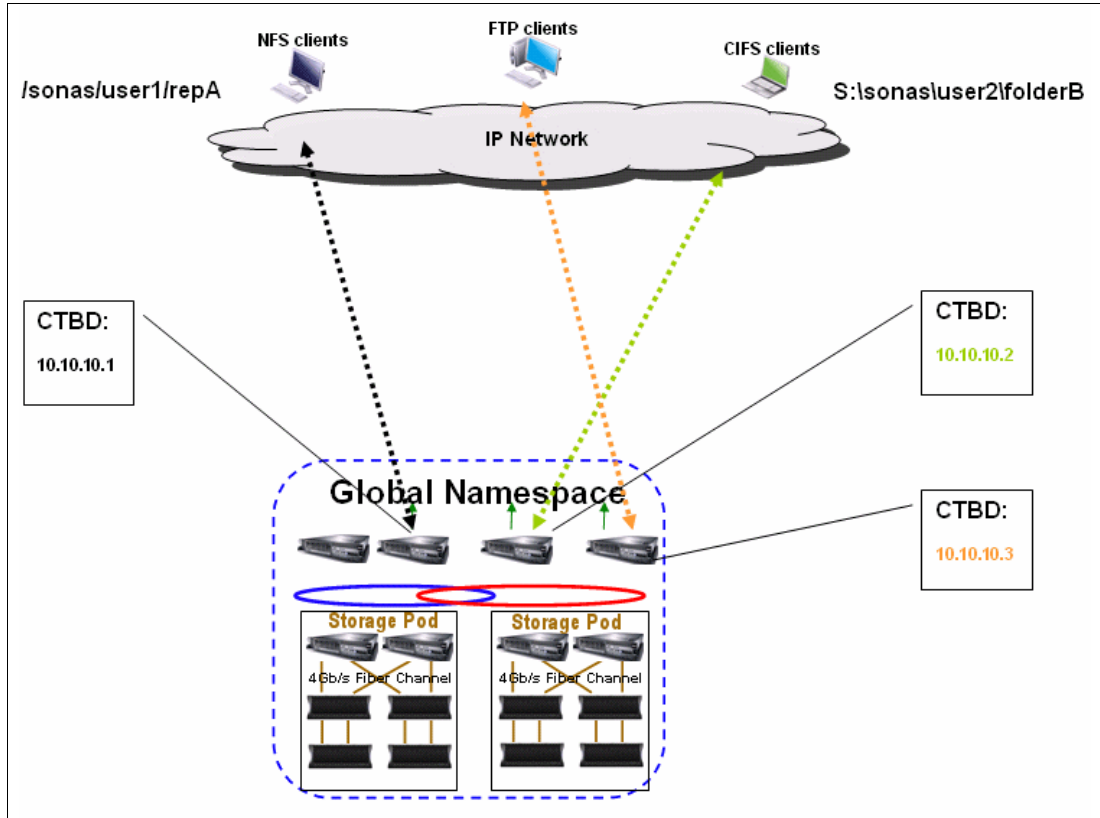 NFS clients
FTP clients
CIFS clients
/sonas/user1/repA
S:\sonas\user2\folderB
IP Network
CTBD:
10.10.10.1
CTBD:
10.10.10.2
Global Namespace
CTBD:
10.10.10.3
Storage Pod
Storage Pod
4Gb/s Fiber Channel
4Gb/s Fiber Channel